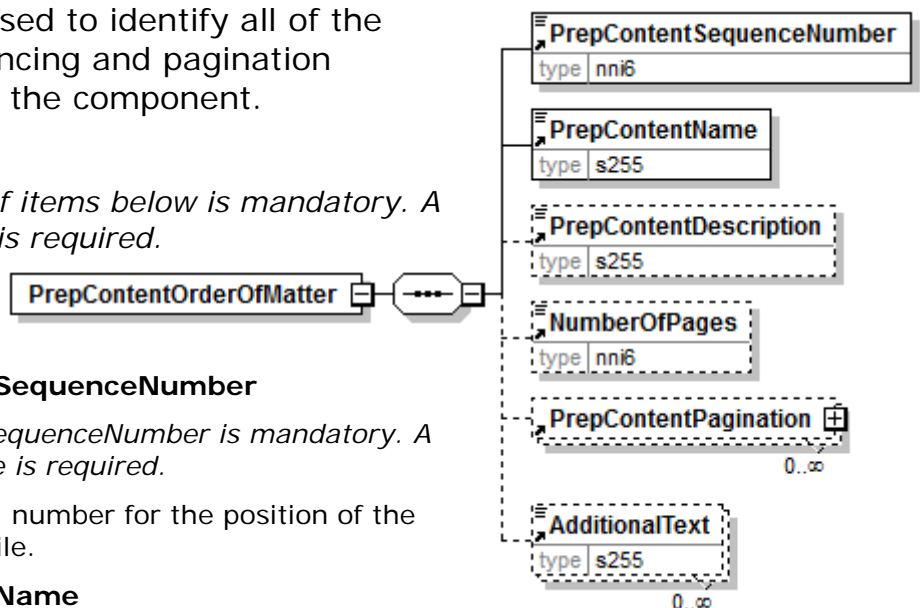 sed to identify all of the
ncing and pagination
the component.
f items below is mandatory. A
is required.
SequenceNumber
equenceNumber is mandatory. A
e is required.
number for the position of the
ile.
Name
PrepContentOrderOfMatter
PrepContentSequenceNumber
type nni6
PrepContentName
type s255
PrepContentDescription
type s255
NumberOfPages
type nni6
PrepContentPagination
0..∞
AdditionalText
type s255
0..∞